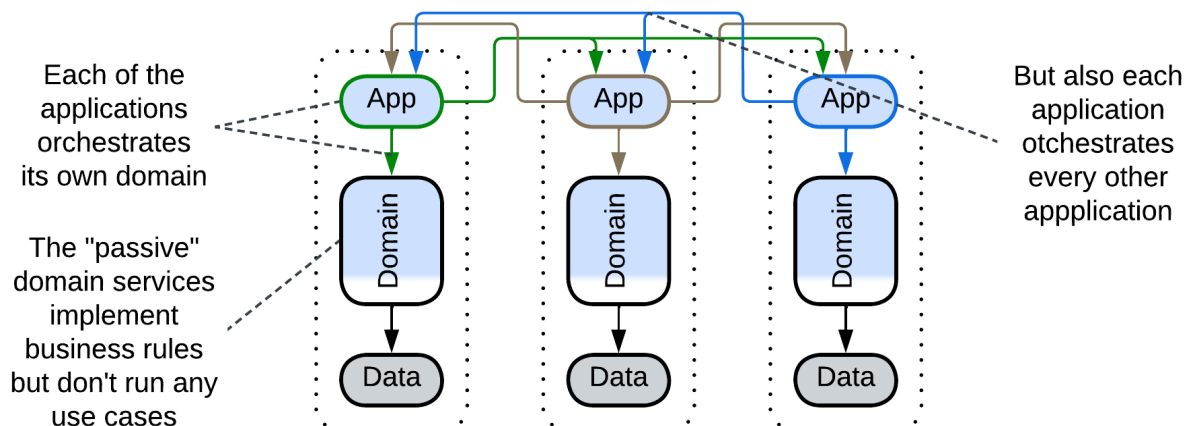 Each of the
applications
orchestrates
its own domain
The "passive"
domain services
implement
business rules
but don't run any
use cases
App
App
App
Domain
Domain
Domain
Data
Data
Data
But also each
application
otchestrates
every other
appplication